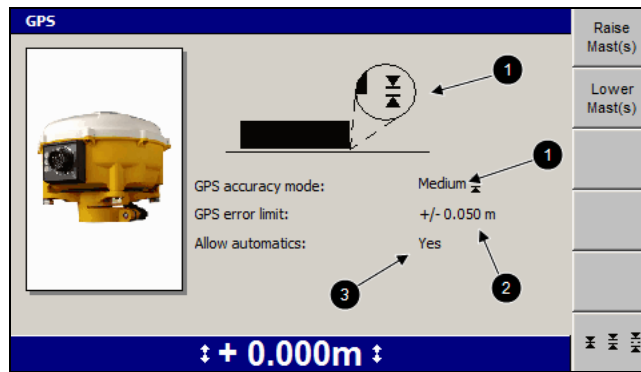 GPS
Raise
Mast(s)
Lower
Mast(s)
1
1
GPS accuracy mode: Medium
GPS error limit: +/- 0.050 m
Allow automatics: Yes
3
2
+ 0.000m